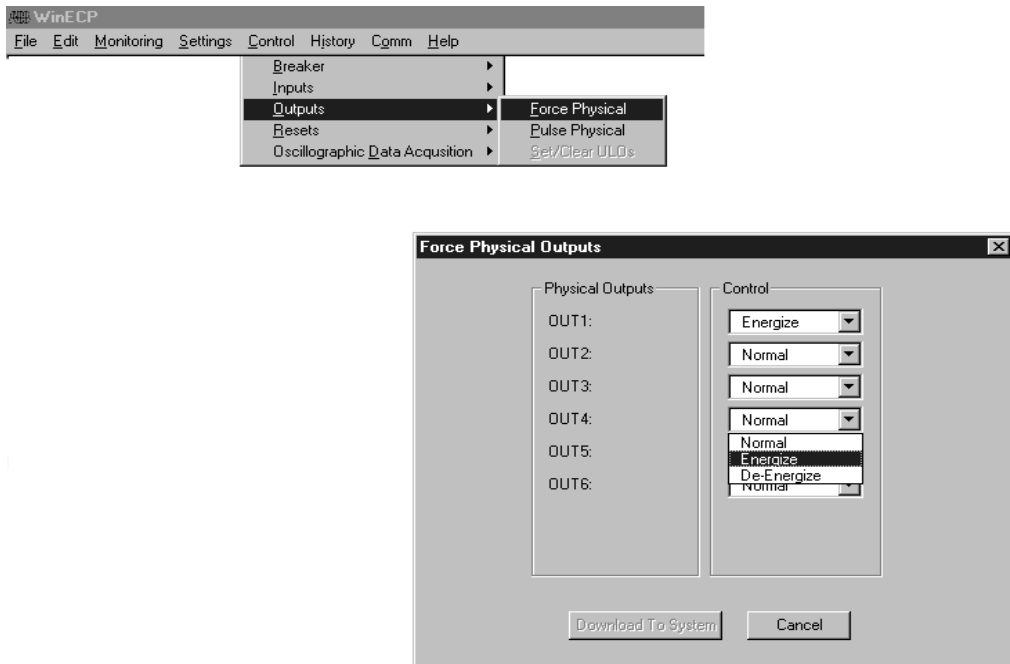 WinECP
File Edit Monitoring Settings Control History Comm Help
Breaker
Inputs
Outputs Force Physical
Resets Pulse Physical
Oscillographic Data Acqusition Set/Clear ULOs
Force Physical Outputs
Physical Outputs Control
OUT1: Energize
OUT2: Normal
OUT3: Normal
OUT4: Normal
Normal
OUT5: Energize
De-Energize
OUT6: Normal
Download To System Cancel